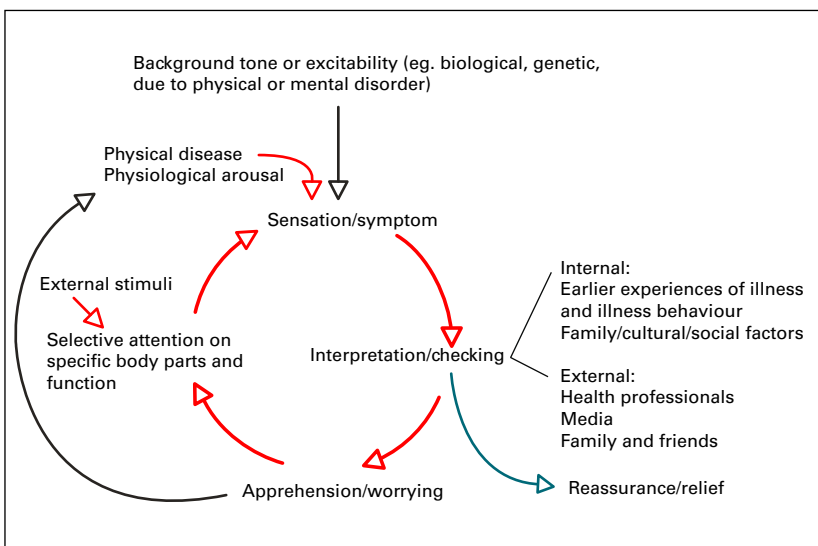 Background tone or excitability (eg. biological, genetic,
due to physical or mental disorder)
Physical disease
Physiological arousal
Sensation/symptom
External stimuli
Selective attention on
specific body parts and
function
Interpretation/checking
Internal:
Earlier experiences of illness
and illness behaviour
Family/cultural/social factors
External:
Health professionals
Media
Family and friends
Apprehension/worrying
Reassurance/relief